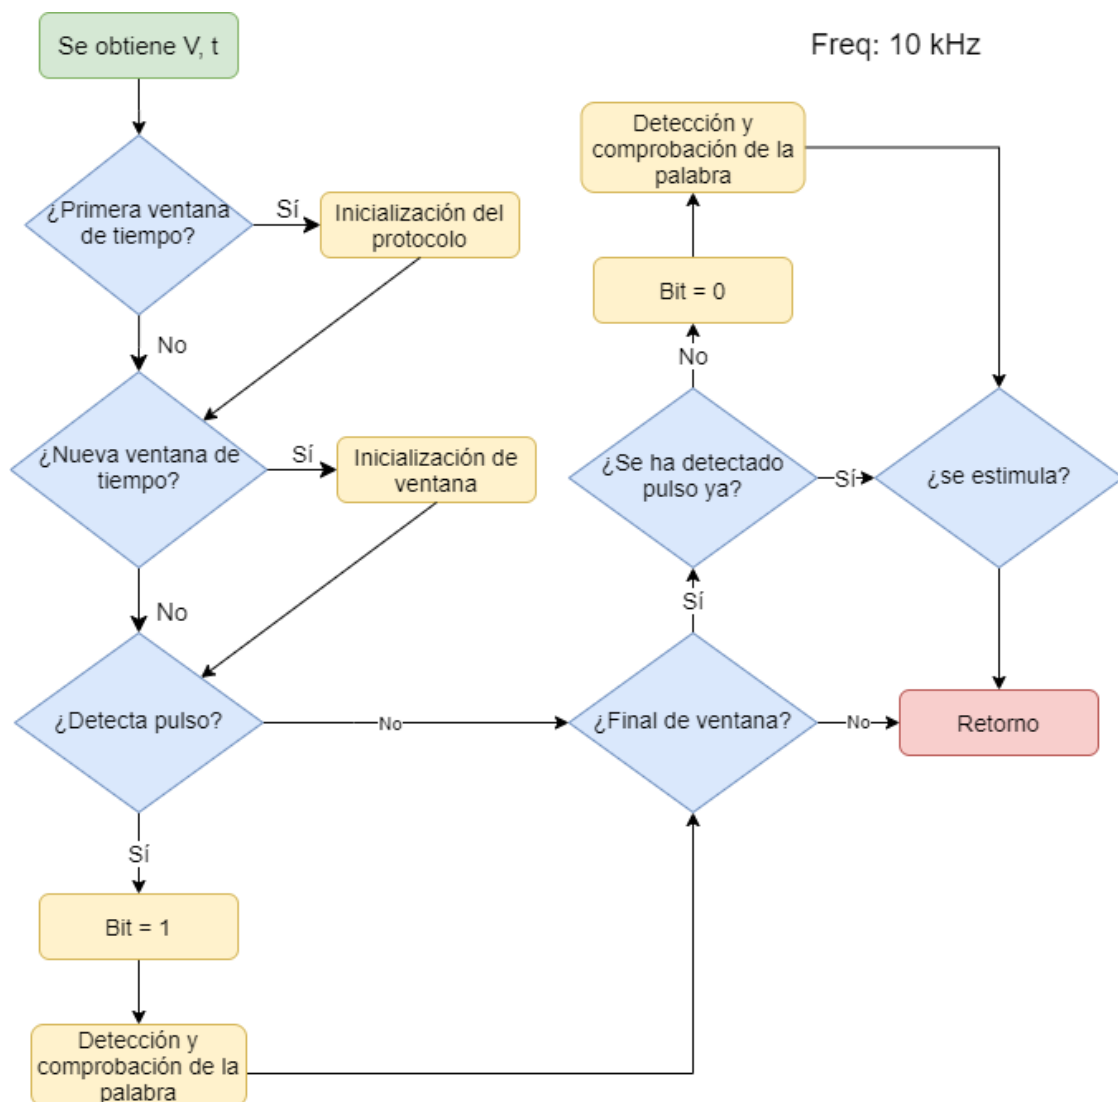 Se obtiene V, t
Freq: 10 kHz
¿Primera ventana
de tiempo?
Sí
Inicialización del
protocolo
No
¿Nueva ventana de
tiempo?
Sí
Inicialización de
ventana
No
¿Detecta pulso?
No
Sí
Bit = 1
Detección y
comprobación de la
palabra
¿Final de ventana?
No
Retorno
Sí
¿Se ha detectado
pulso ya?
Sí
No
Bit = 0
Detección y
comprobación de la
palabra
¿se estimula?